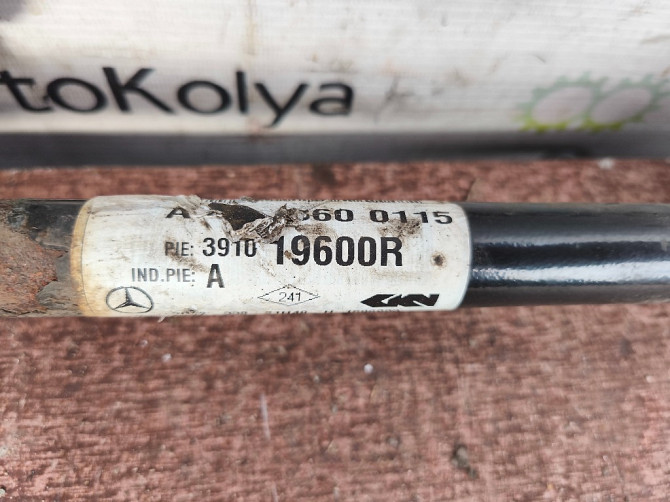 toKolya
A 360 0115
PIE: 3910 19600R
IND.PIE: A
241
GKN